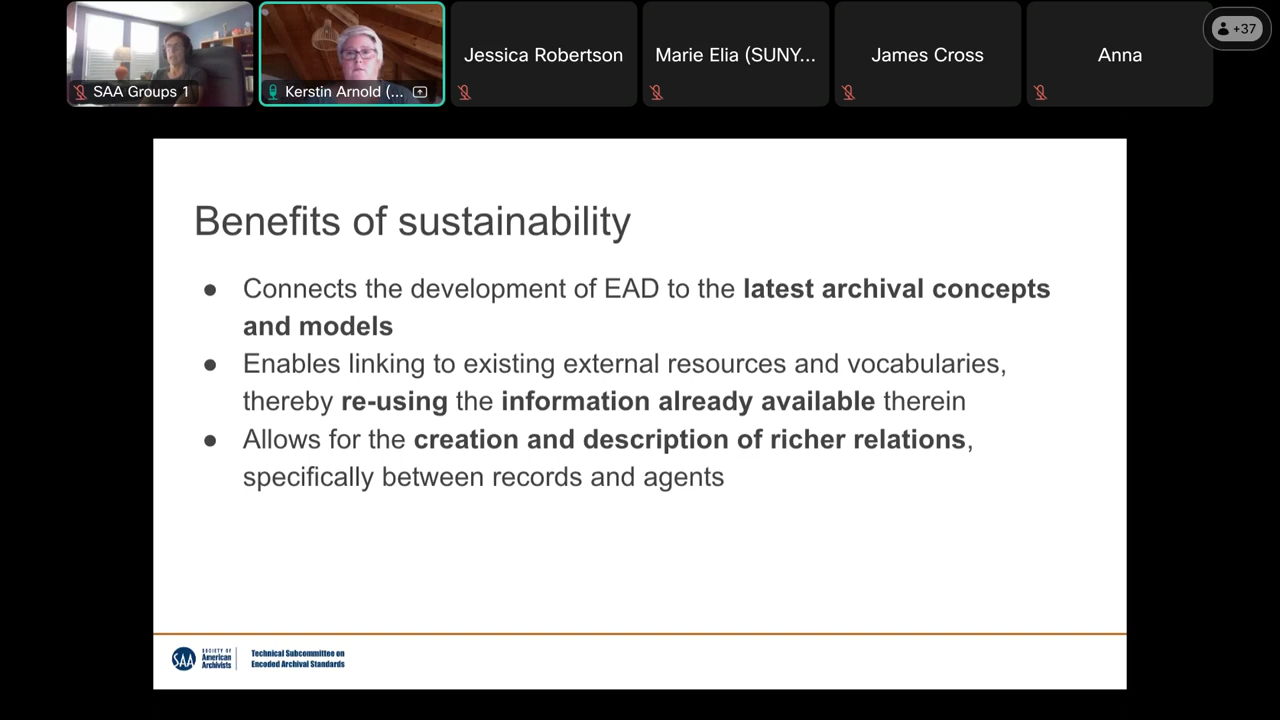 SAA Groups 1
Kerstin Arnold (...
Jessica Robertson
Marie Elia (SUNY...
James Cross
Anna
+37
Benefits of sustainability
● Connects the development of EAD to the latest archival concepts
and models
● Enables linking to existing external resources and vocabularies,
thereby re-using the information already available therein
● Allows for the creation and description of richer relations,
specifically between records and agents
SAA
SOCIETY OF
American
Archivists
Technical Subcommittee on
Encoded Archival Standards